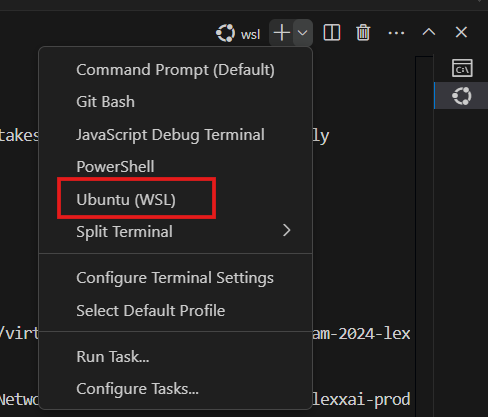 wsl
Command Prompt (Default)
Git Bash
takes
JavaScript Debug Terminal
ly
PowerShell
Ubuntu (WSL)
Split Terminal
Configure Terminal Settings
Select Default Profile
/virt
am-2024-lex
Run Task...
Configure Tasks...
Networ
lexxai-prod